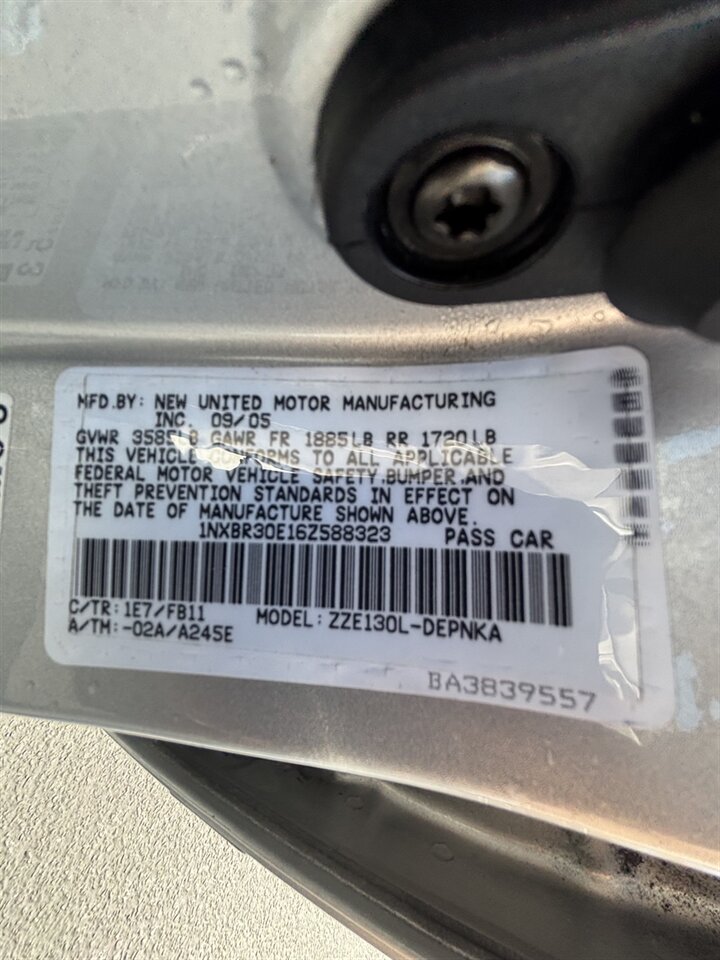 MFD.BY: NEW UNITED MOTOR MANUFACTURING
INC. 09/05
GVWR 3585LB GAWR FR 1885LB RR 1720LB
THIS VEHICLE CONFORMS TO ALL APPLICABLE
FEDERAL MOTOR VEHICLE SAFETY,BUMPER,AND
THEFT PREVENTION STANDARDS IN EFFECT ON
THE DATE OF MANUFACTURE SHOWN ABOVE.
1NXBR30E16Z588323 PASS CAR
C/TR:1E7/FB11 MODEL:ZZE130L-DEPNKA
A/TM:-02A/A245E
BA3839557